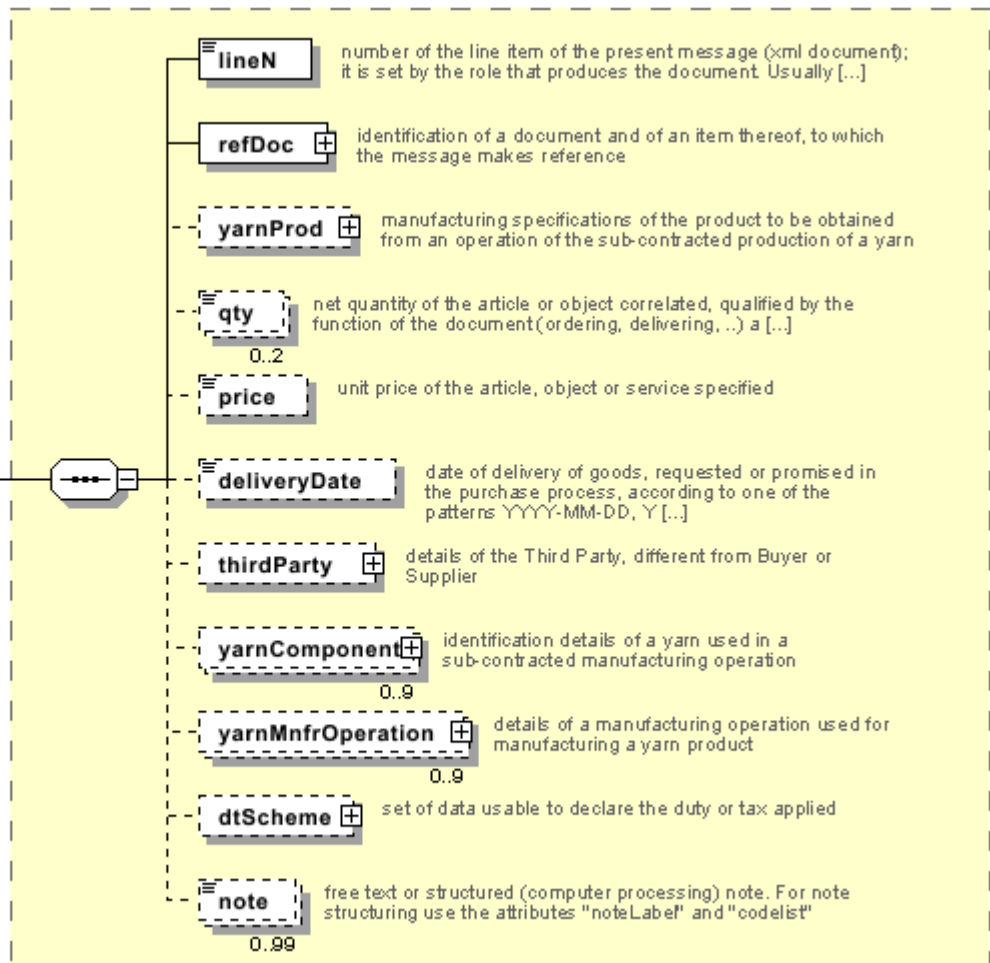 lineN
number of the line item of the present message (xml document);
it is set by the role that produces the document. Usually [...]
refDoc
identification of a document and of an item thereof, to which
the message makes reference
yarnProd
manufacturing specifications of the product to be obtained
from an operation of the sub-contracted production of a yarn
qty
0..2
net quantity of the article or object correlated, qualified by the
function of the document (ordering, delivering, ..) a [...]
price
unit price of the article, object or service specified
deliveryDate
date of delivery of goods, requested or promised in
the purchase process, according to one of the
patterns YYYY-MM-DD, Y [...]
thirdParty
details of the Third Party, different from Buyer or
Supplier
yarnComponent
0..9
identification details of a yarn used in a
sub-contracted manufacturing operation
yarnMnfrOperation
0..9
details of a manufacturing operation used for
manufacturing a yarn product
dtScheme
set of data usable to declare the duty or tax applied
note
0..99
free text or structured (computer processing) note. For note
structuring use the attributes "noteLabel" and "codelist"